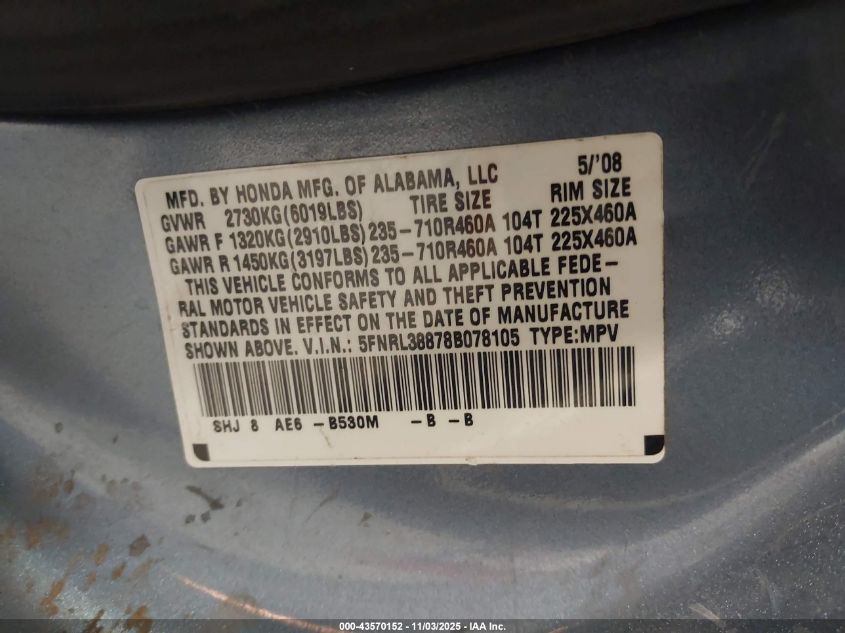 MFD. BY HONDA MFG. OF ALABAMA, LLC 5/'08
GVWR 2730KG(6019LBS) TIRE SIZE RIM SIZE
GAWR F 1320KG(2910LBS) 235-710R460A 104T 225X460A
GAWR R 1450KG(3197LBS) 235-710R460A 104T 225X460A
THIS VEHICLE CONFORMS TO ALL APPLICABLE FEDE-
RAL MOTOR VEHICLE SAFETY AND THEFT PREVENTION
STANDARDS IN EFFECT ON THE DATE OF MANUFACTURE
SHOWN ABOVE. V.I.N.: 5FNRL38878B078105 TYPE:MPV
SHJ 8 AE6 -B530M -B -B
000-43570152 - 11/03/2025 - IAA Inc.